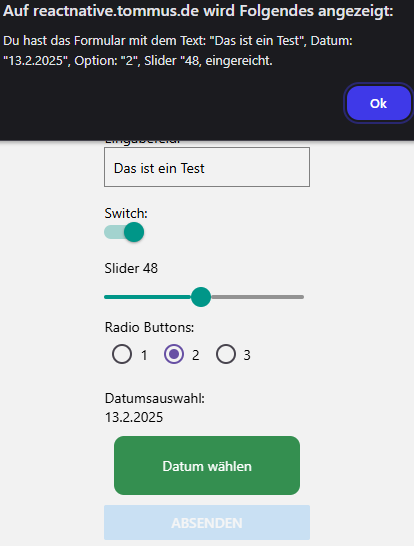 Auf reactnative.tommus.de wird Folgendes angezeigt:
Du hast das Formular mit dem Text: "Das ist ein Test", Datum:
"13.2.2025", Option: "2", Slider "48, eingereicht.
Ok
Eingabefeld:
Das ist ein Test
Switch:
Slider 48
Radio Buttons:
1 2 3
Datumsauswahl:
13.2.2025
Datum wählen
ABSENDEN